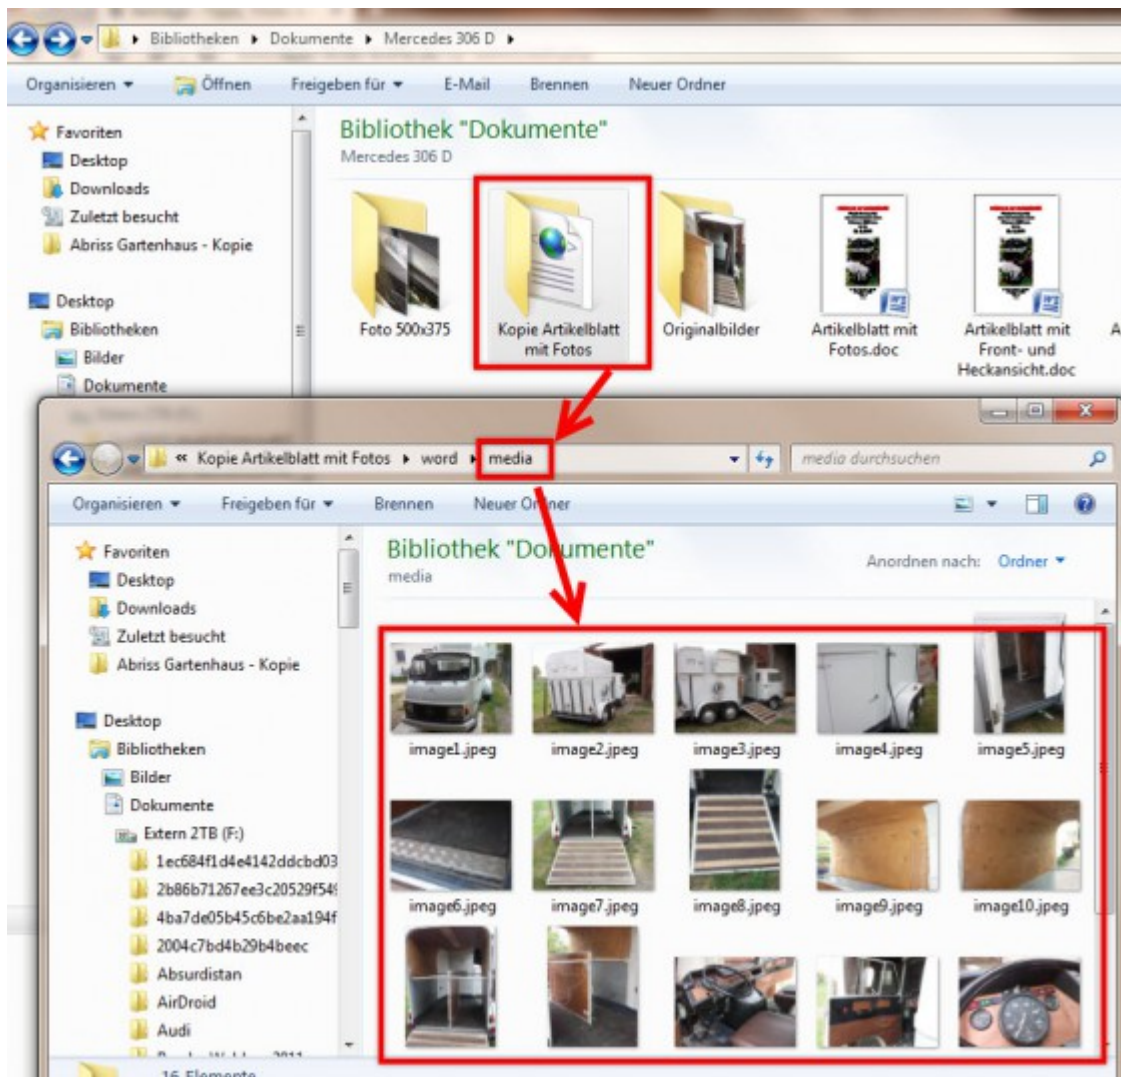 Bibliotheken Dokumente Mercedes 306 D
Organisieren Öffnen Freigeben für E-Mail Brennen Neuer Ordner
Favoriten
Desktop
Downloads
Zuletzt besucht
Abriss Gartenhaus - Kopie
Desktop
Bibliotheken
Bilder
Dokumente
Bibliothek "Dokumente"
Mercedes 306 D
Foto 500x375
Kopie Artikelblatt
mit Fotos
Originalbilder
Artikelblatt mit
Fotos.doc
Artikelblatt mit
Front- und
Heckansicht.doc
A
« Kopie Artikelblatt mit Fotos word media
media durchsuchen
Organisieren Freigeben für Brennen Neuer Ordner
Favoriten
Desktop
Downloads
Zuletzt besucht
Abriss Gartenhaus - Kopie
Desktop
Bibliotheken
Bilder
Dokumente
Extern 2TB (F:)
1ec684f1d4e4142ddcbd03
2b86b71267ee3c20529f549
4ba7de05b45c6be2aa194f
2004c7bd4b29b4beec
Absurdistan
AirDroid
Audi
Bibliothek "Dokumente"
media
Anordnen nach: Ordner
image1.jpeg image2.jpeg image3.jpeg image4.jpeg image5.jpeg
image6.jpeg image7.jpeg image8.jpeg image9.jpeg image10.jpeg
16 Elemente